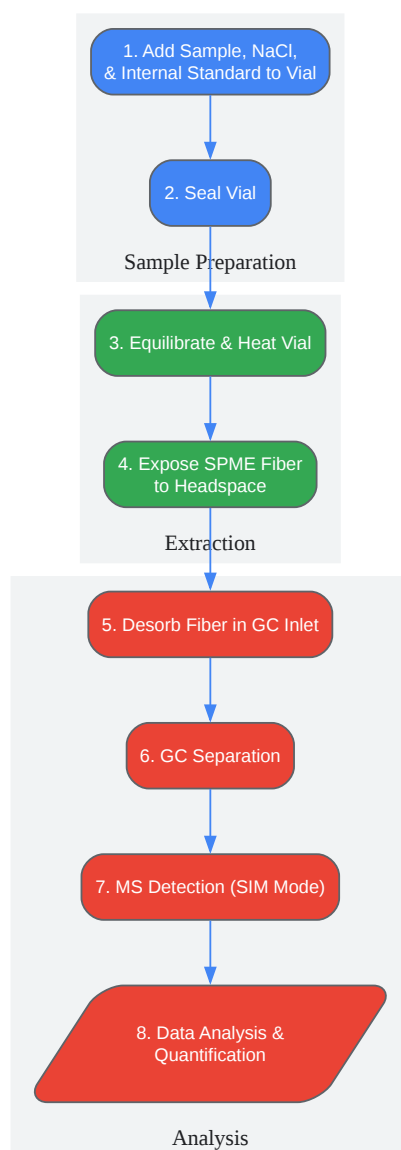 1. Add Sample, NaCl,
& Internal Standard to Vial
2. Seal Vial
Sample Preparation
3. Equilibrate & Heat Vial
4. Expose SPME Fiber
to Headspace
Extraction
5. Desorb Fiber in GC Inlet
6. GC Separation
7. MS Detection (SIM Mode)
8. Data Analysis &
Quantification
Analysis